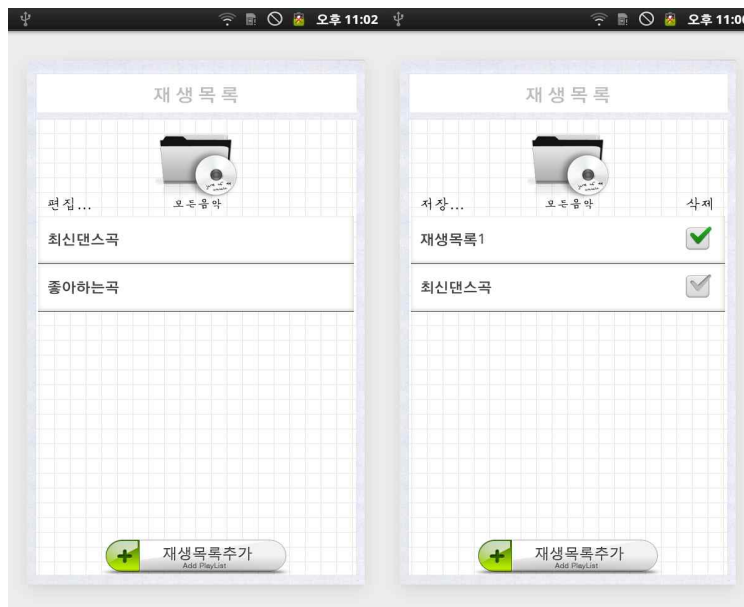 오후 11:02
재생목록
편집...
모든음악
최신댄스곡
좋아하는곡
재생목록추가
Add PlayList
오후 11:06
재생목록
저장...
모든음악
삭제
재생목록1
최신댄스곡
재생목록추가
Add PlayList